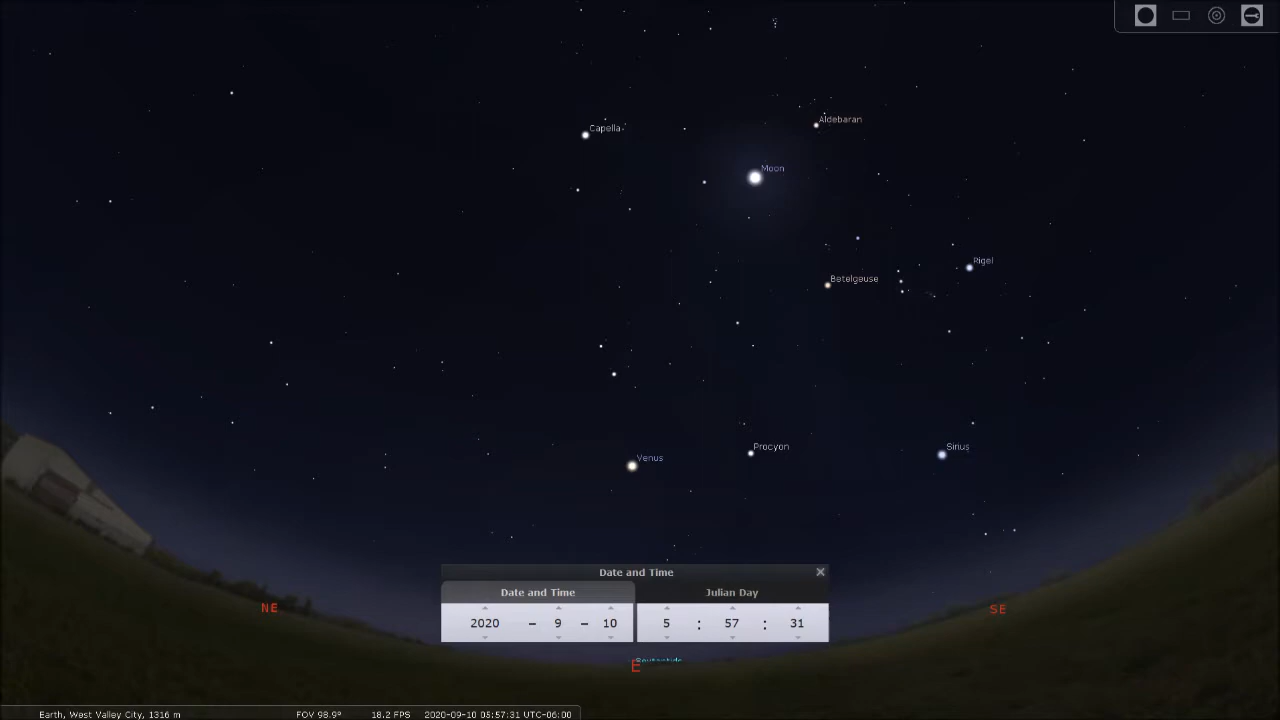 Capella
Aldebaran
Moon
Rigel
Betelgeuse
Procyon
Sirius
Venus
Date and Time
Date and Time
Julian Day
2020 - 9 - 10
5 : 57 : 31
NE
SE
E
Earth, West Valley City, 1316 m
FOV 98.9°
18.2 FPS
2020-09-10 05:57:31 UTC-06:00